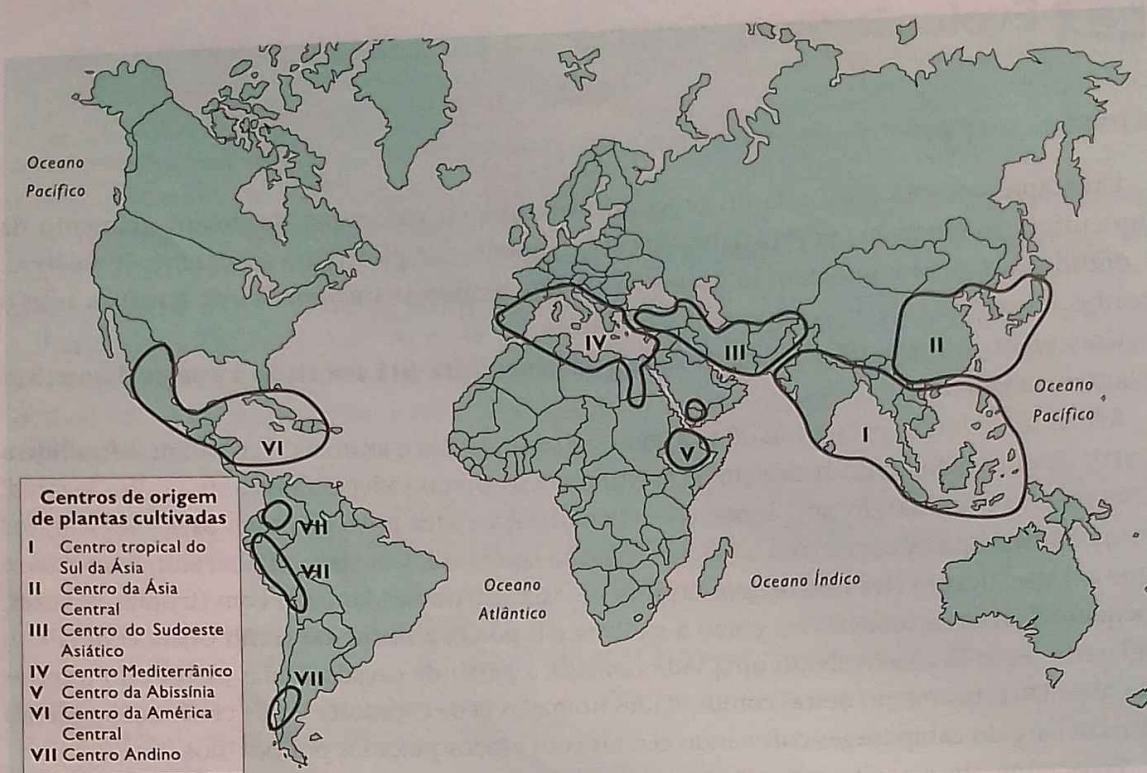 Oceano
Pacífico
IV
III
II
Oceano
Pacífico
VI
V
I
Centros de origem
de plantas cultivadas
I Centro tropical do
Sul da Ásia
II Centro da Ásia
Central
III Centro do Sudoeste
Asiático
IV Centro Mediterrânico
V Centro da Abissínia
VI Centro da América
Central
VII Centro Andino
VII
VII
VII
Oceano
Atlântico
Oceano Índico